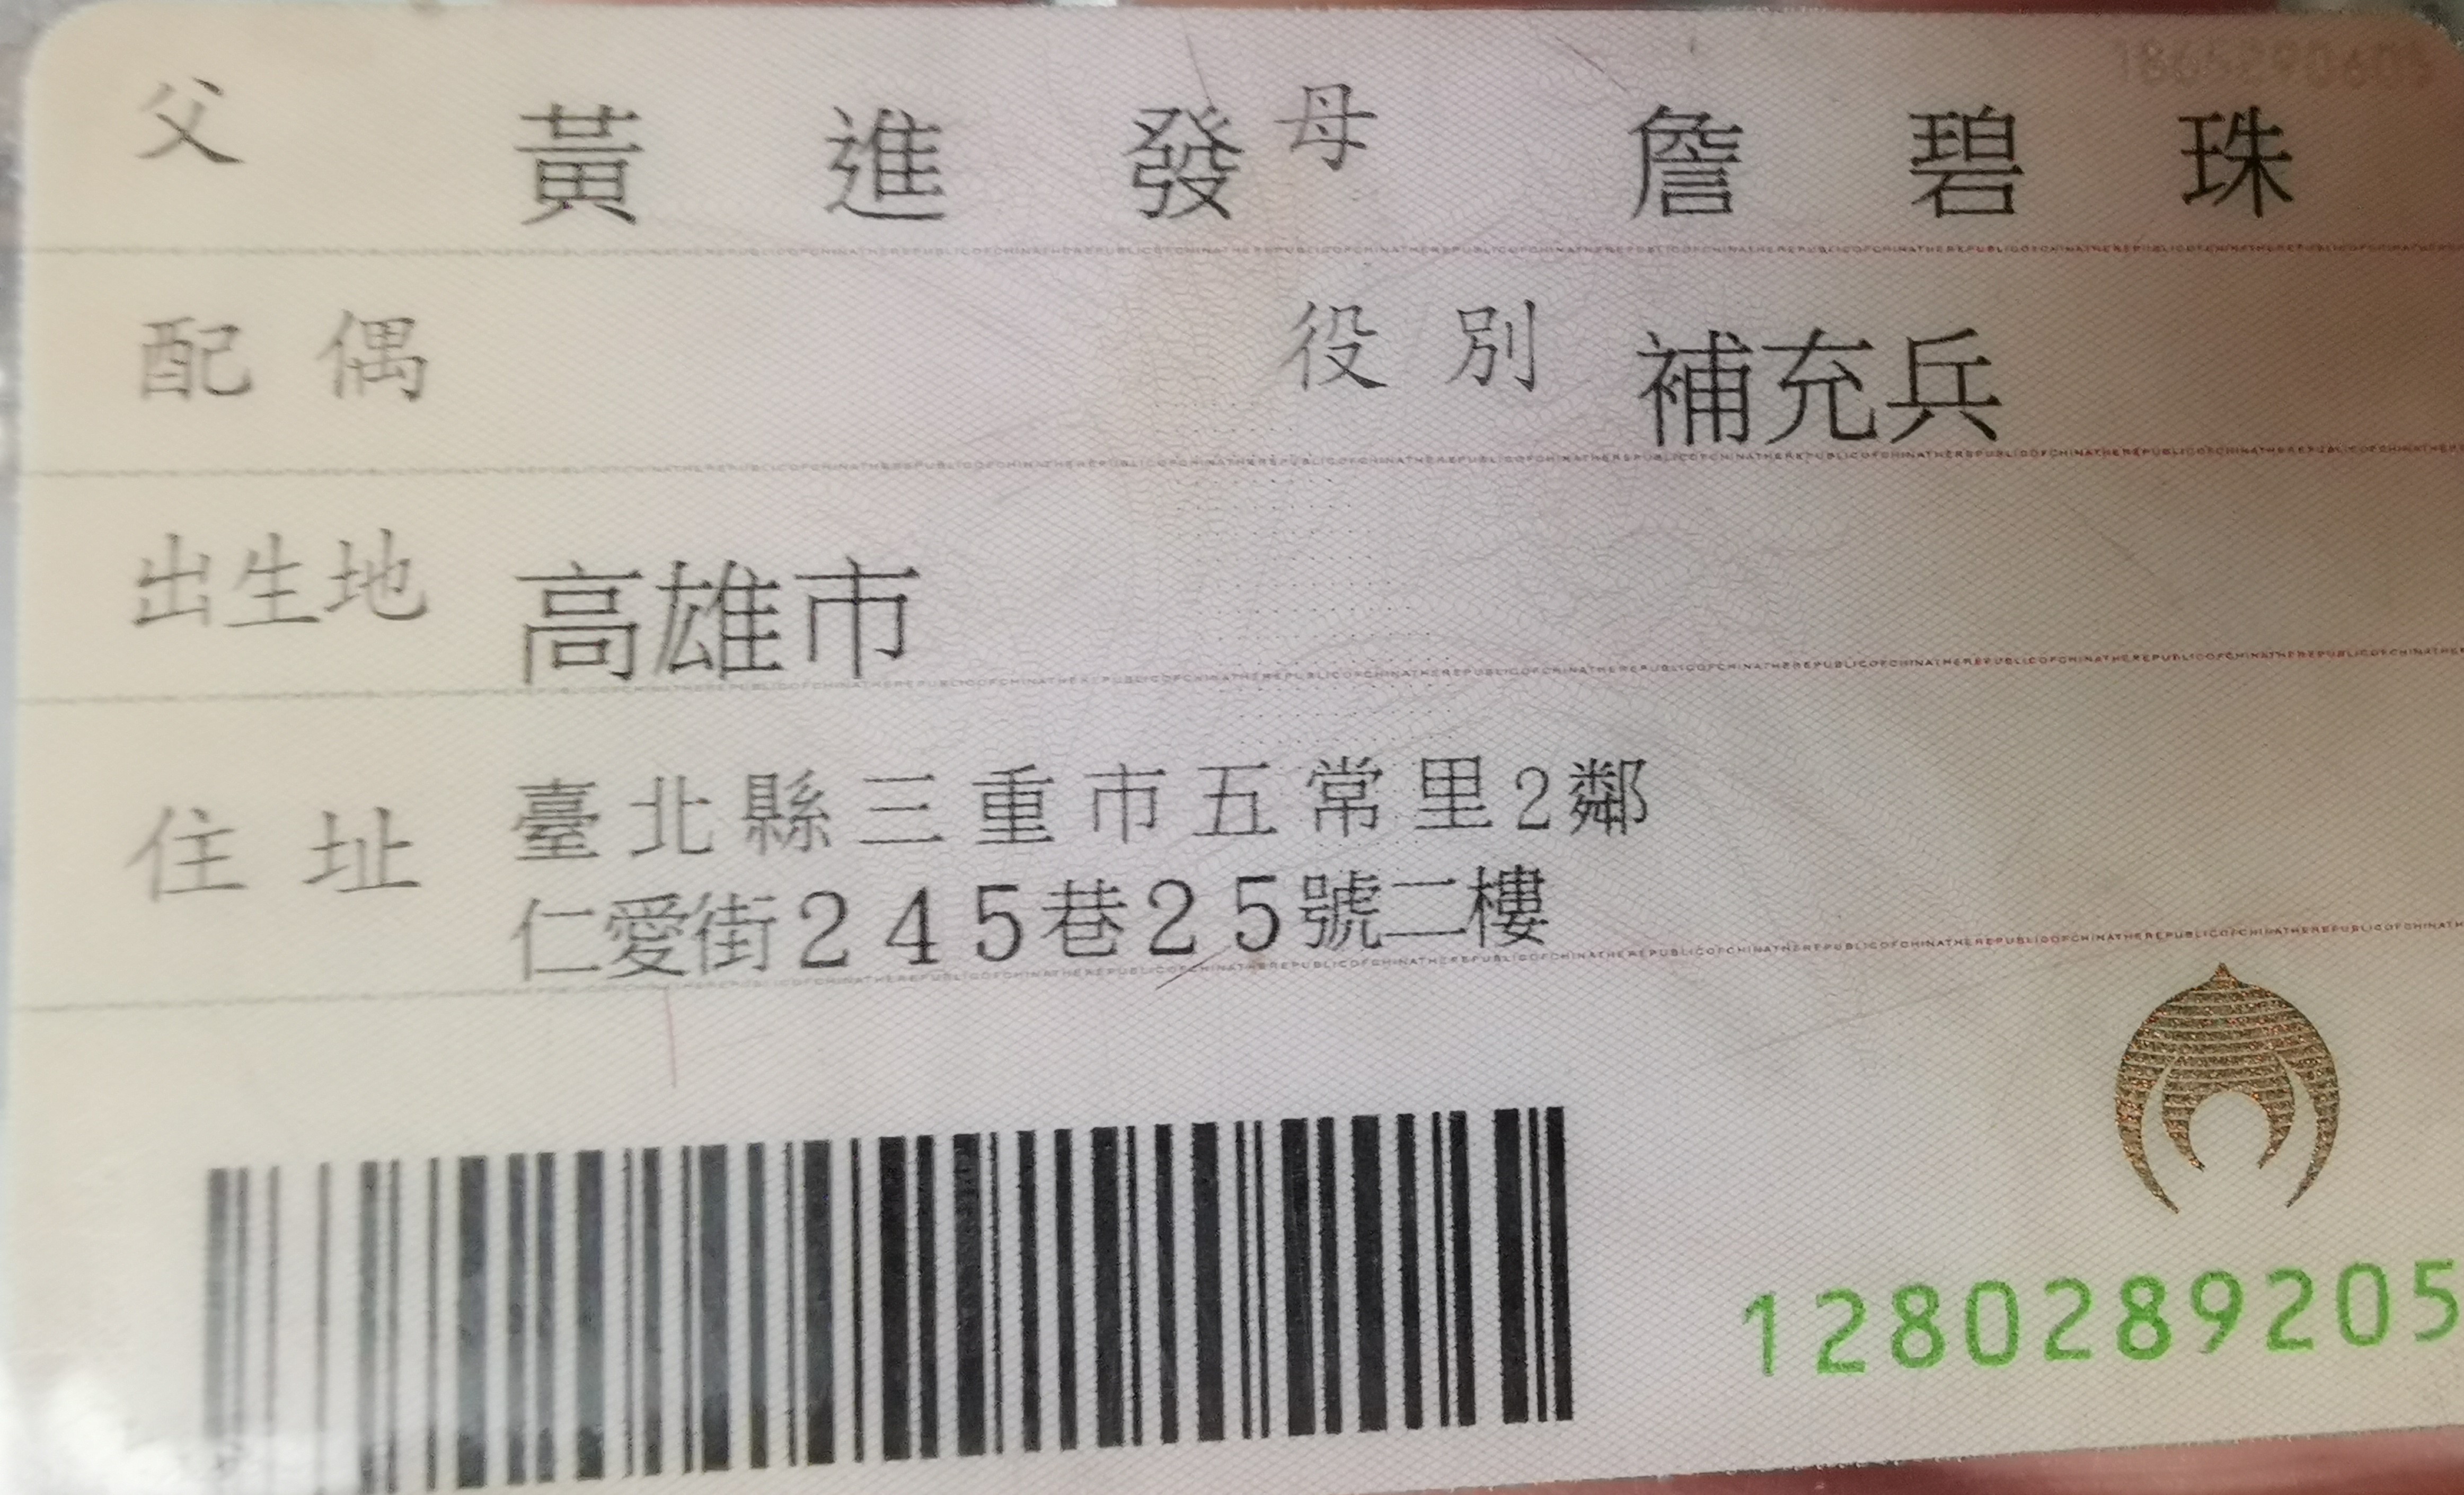 父 黃進發 母 詹碧珠
配偶 役別 補充兵
出生地 高雄市
住址 臺北縣三重市五常里2鄰
仁愛街245巷25號二樓
1280289205